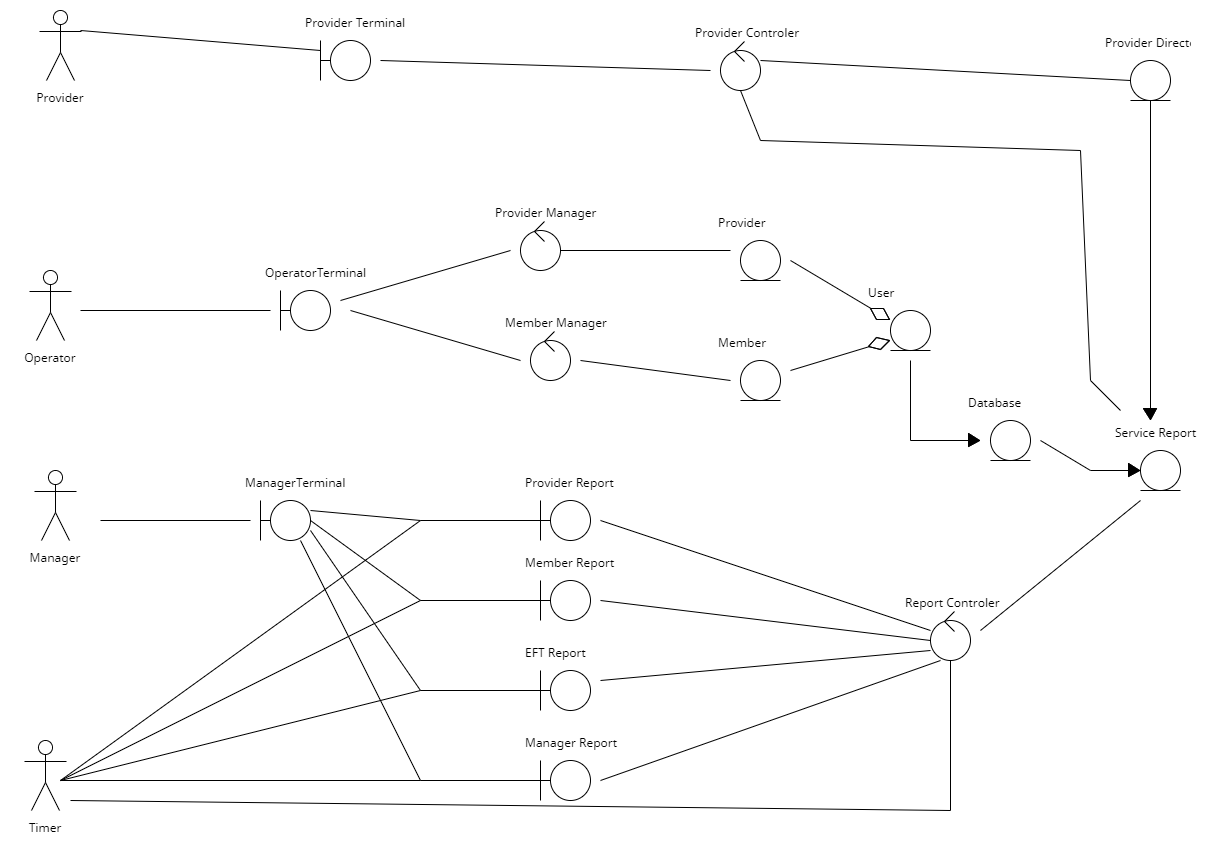 Provider Terminal
Provider Controler
Provider Direct
Provider
Provider Manager
Provider
OperatorTerminal
User
Member Manager
Member
Operator
Database
Service Report
ManagerTerminal
Provider Report
Manager
Member Report
Report Controler
EFT Report
Manager Report
Timer